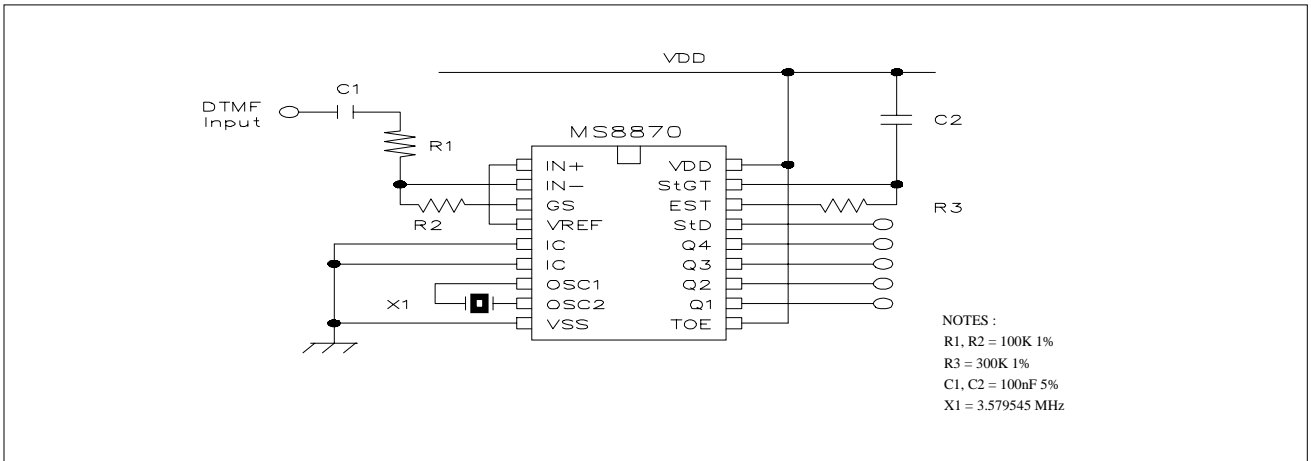 VDD
C1
DTMF
Input
R1
C2
MS8870
IN+
IN-
GS
VREF
IC
IC
OSC1
OSC2
VSS
VDD
StGT
EST
StD
Q4
Q3
Q2
Q1
TOE
R2
R3
X1
NOTES :
R1, R2 = 100K 1%
R3 = 300K 1%
C1, C2 = 100nF 5%
X1 = 3.579545 MHz